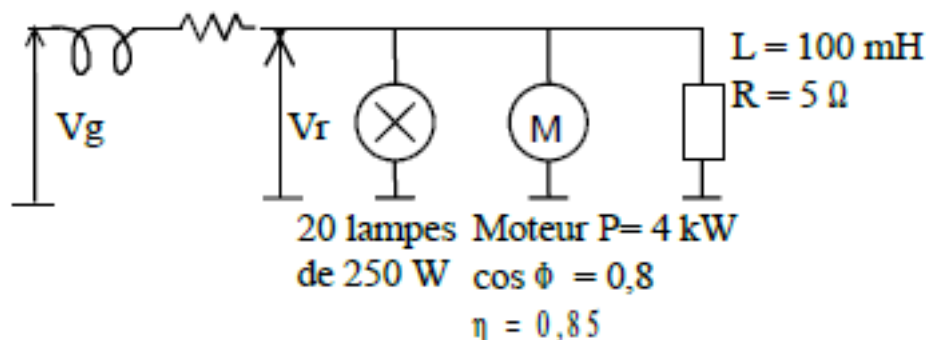 L = 100 mH
R = 5 Ω
Vg
Vr
M
20 lampes
de 250 W
Moteur P= 4 kW
cos Φ = 0,8
η = 0,85